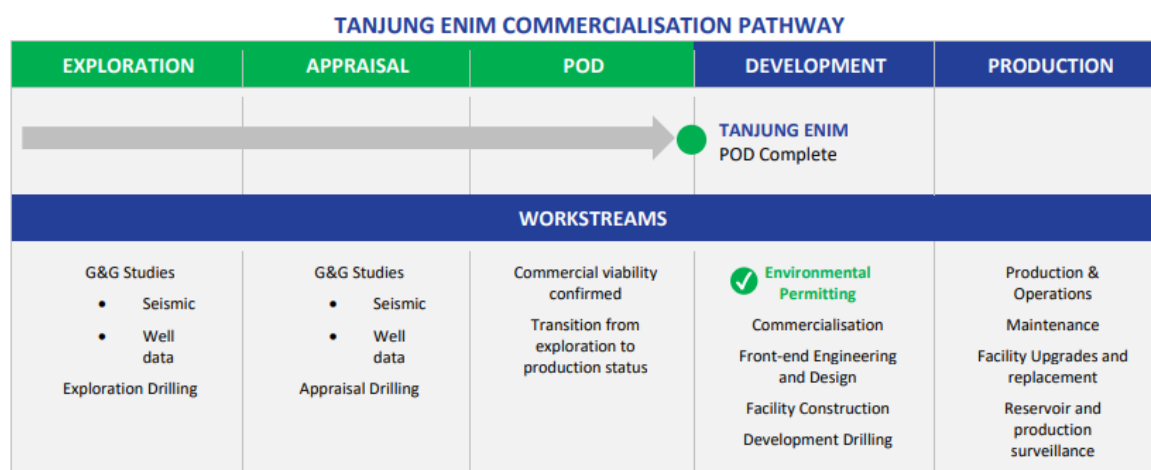 TANJUNG ENIM COMMERCIALISATION PATHWAY
EXPLORATION
APPRAISAL
POD
DEVELOPMENT
PRODUCTION
TANJUNG ENIM
POD Complete
WORKSTREAMS
G&G Studies
• Seismic
• Well
data
Exploration Drilling
G&G Studies
• Seismic
• Well
data
Appraisal Drilling
Commercial viability
confirmed
Transition from
exploration to
production status
Environmental
Permitting
Commercialisation
Front-end Engineering
and Design
Facility Construction
Development Drilling
Production &
Operations
Maintenance
Facility Upgrades and
replacement
Reservoir and
production
surveillance